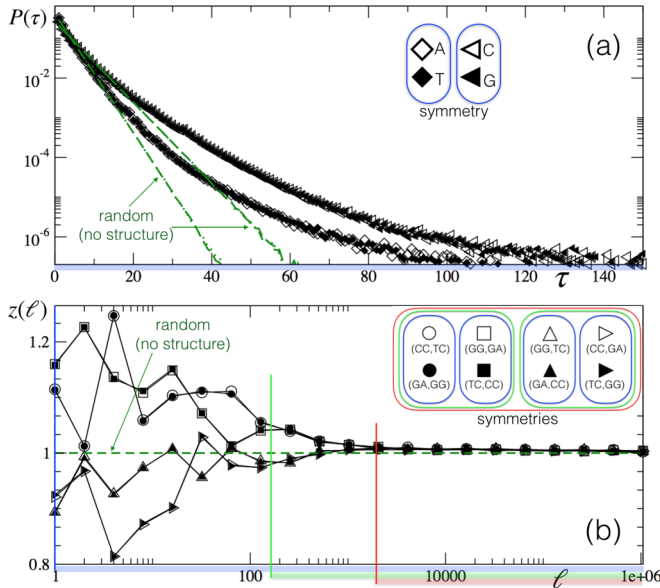 P(τ)
(a)
A
C
T
G
symmetry
10^-2
10^-4
10^-6
random
(no structure)
0 20 40 60 80 100 120 140
τ
z(ℓ)
random
(no structure)
(CC,TC) (GG,GA) (GG,TC) (CC,GA)
(GA,GG) (TC,CC) (GA,CC) (TC,GG)
symmetries
1.2
1
0.8
(b)
1 100 10000 1e+06
ℓ